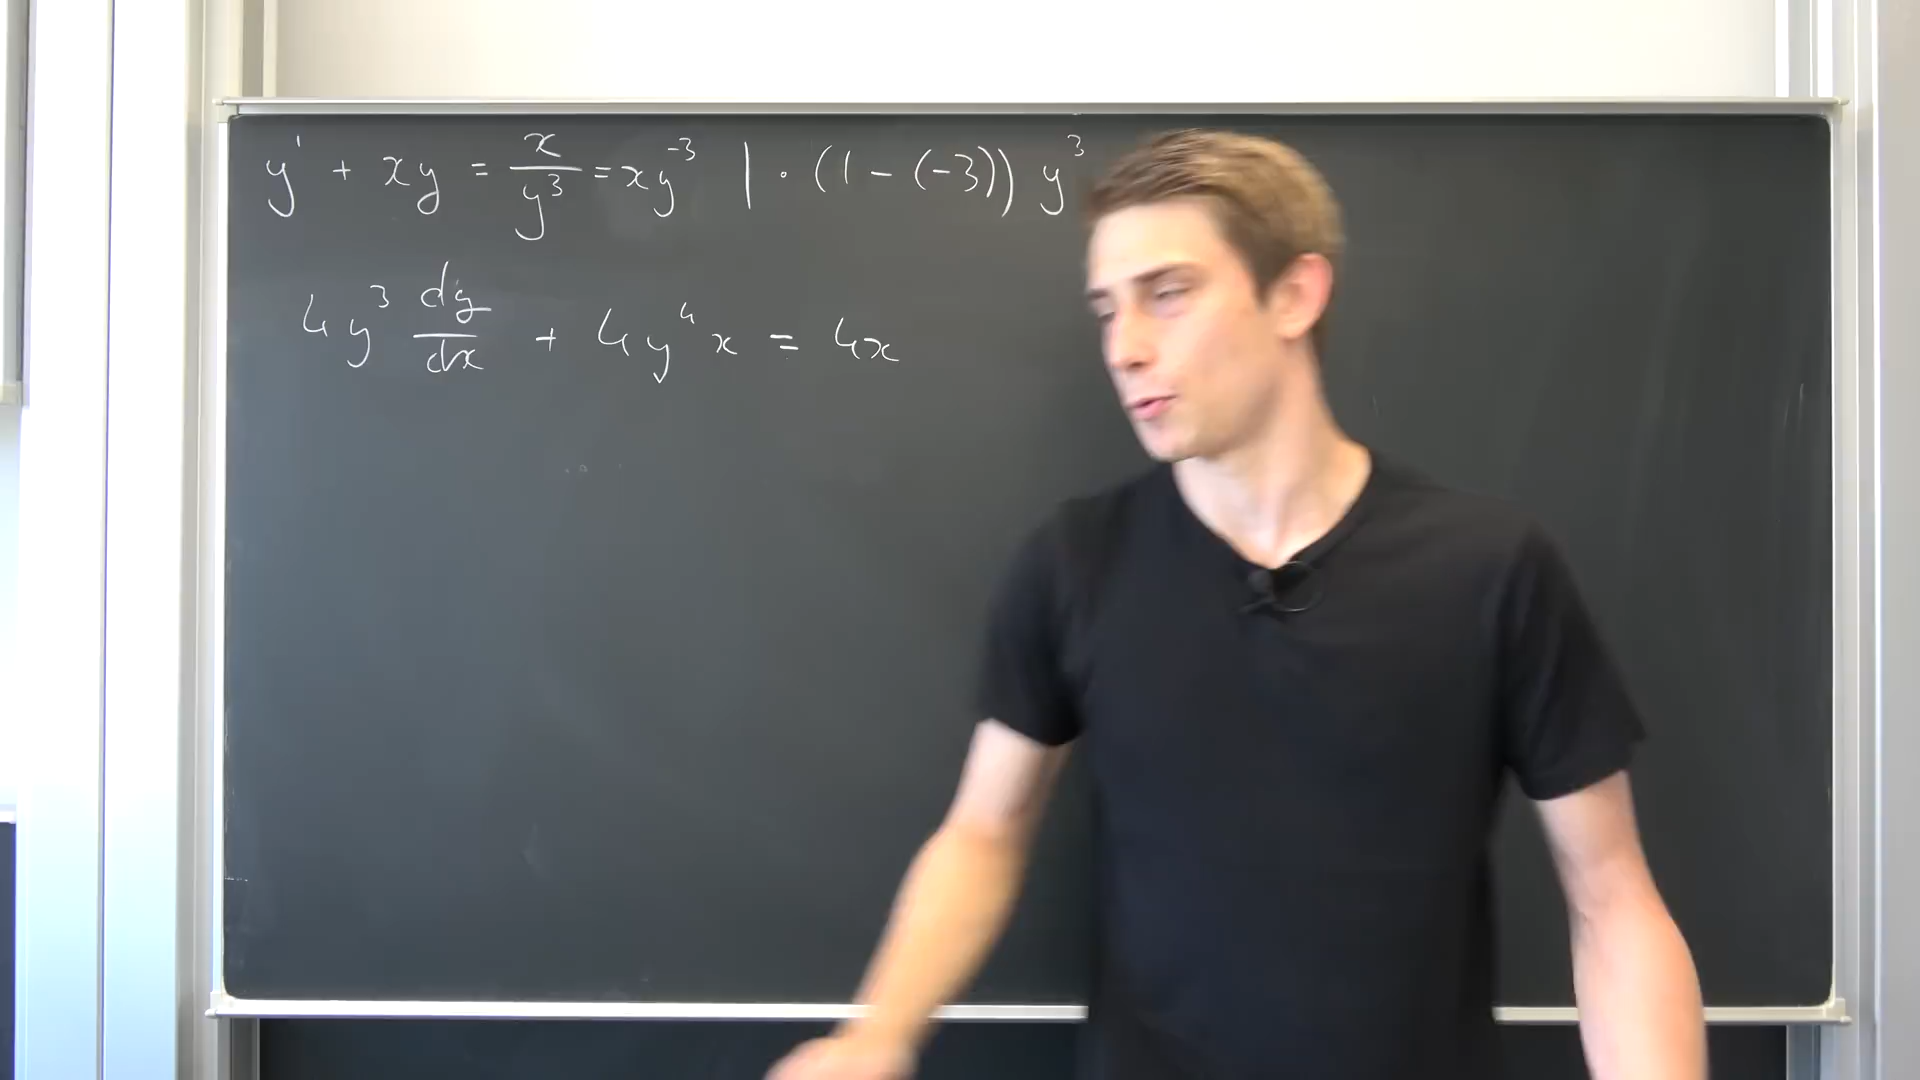 y' + xy = x/y³ = xy⁻³ | · (1 - (-3)) y³
4y³ dy/dx + 4y⁴x = 4x